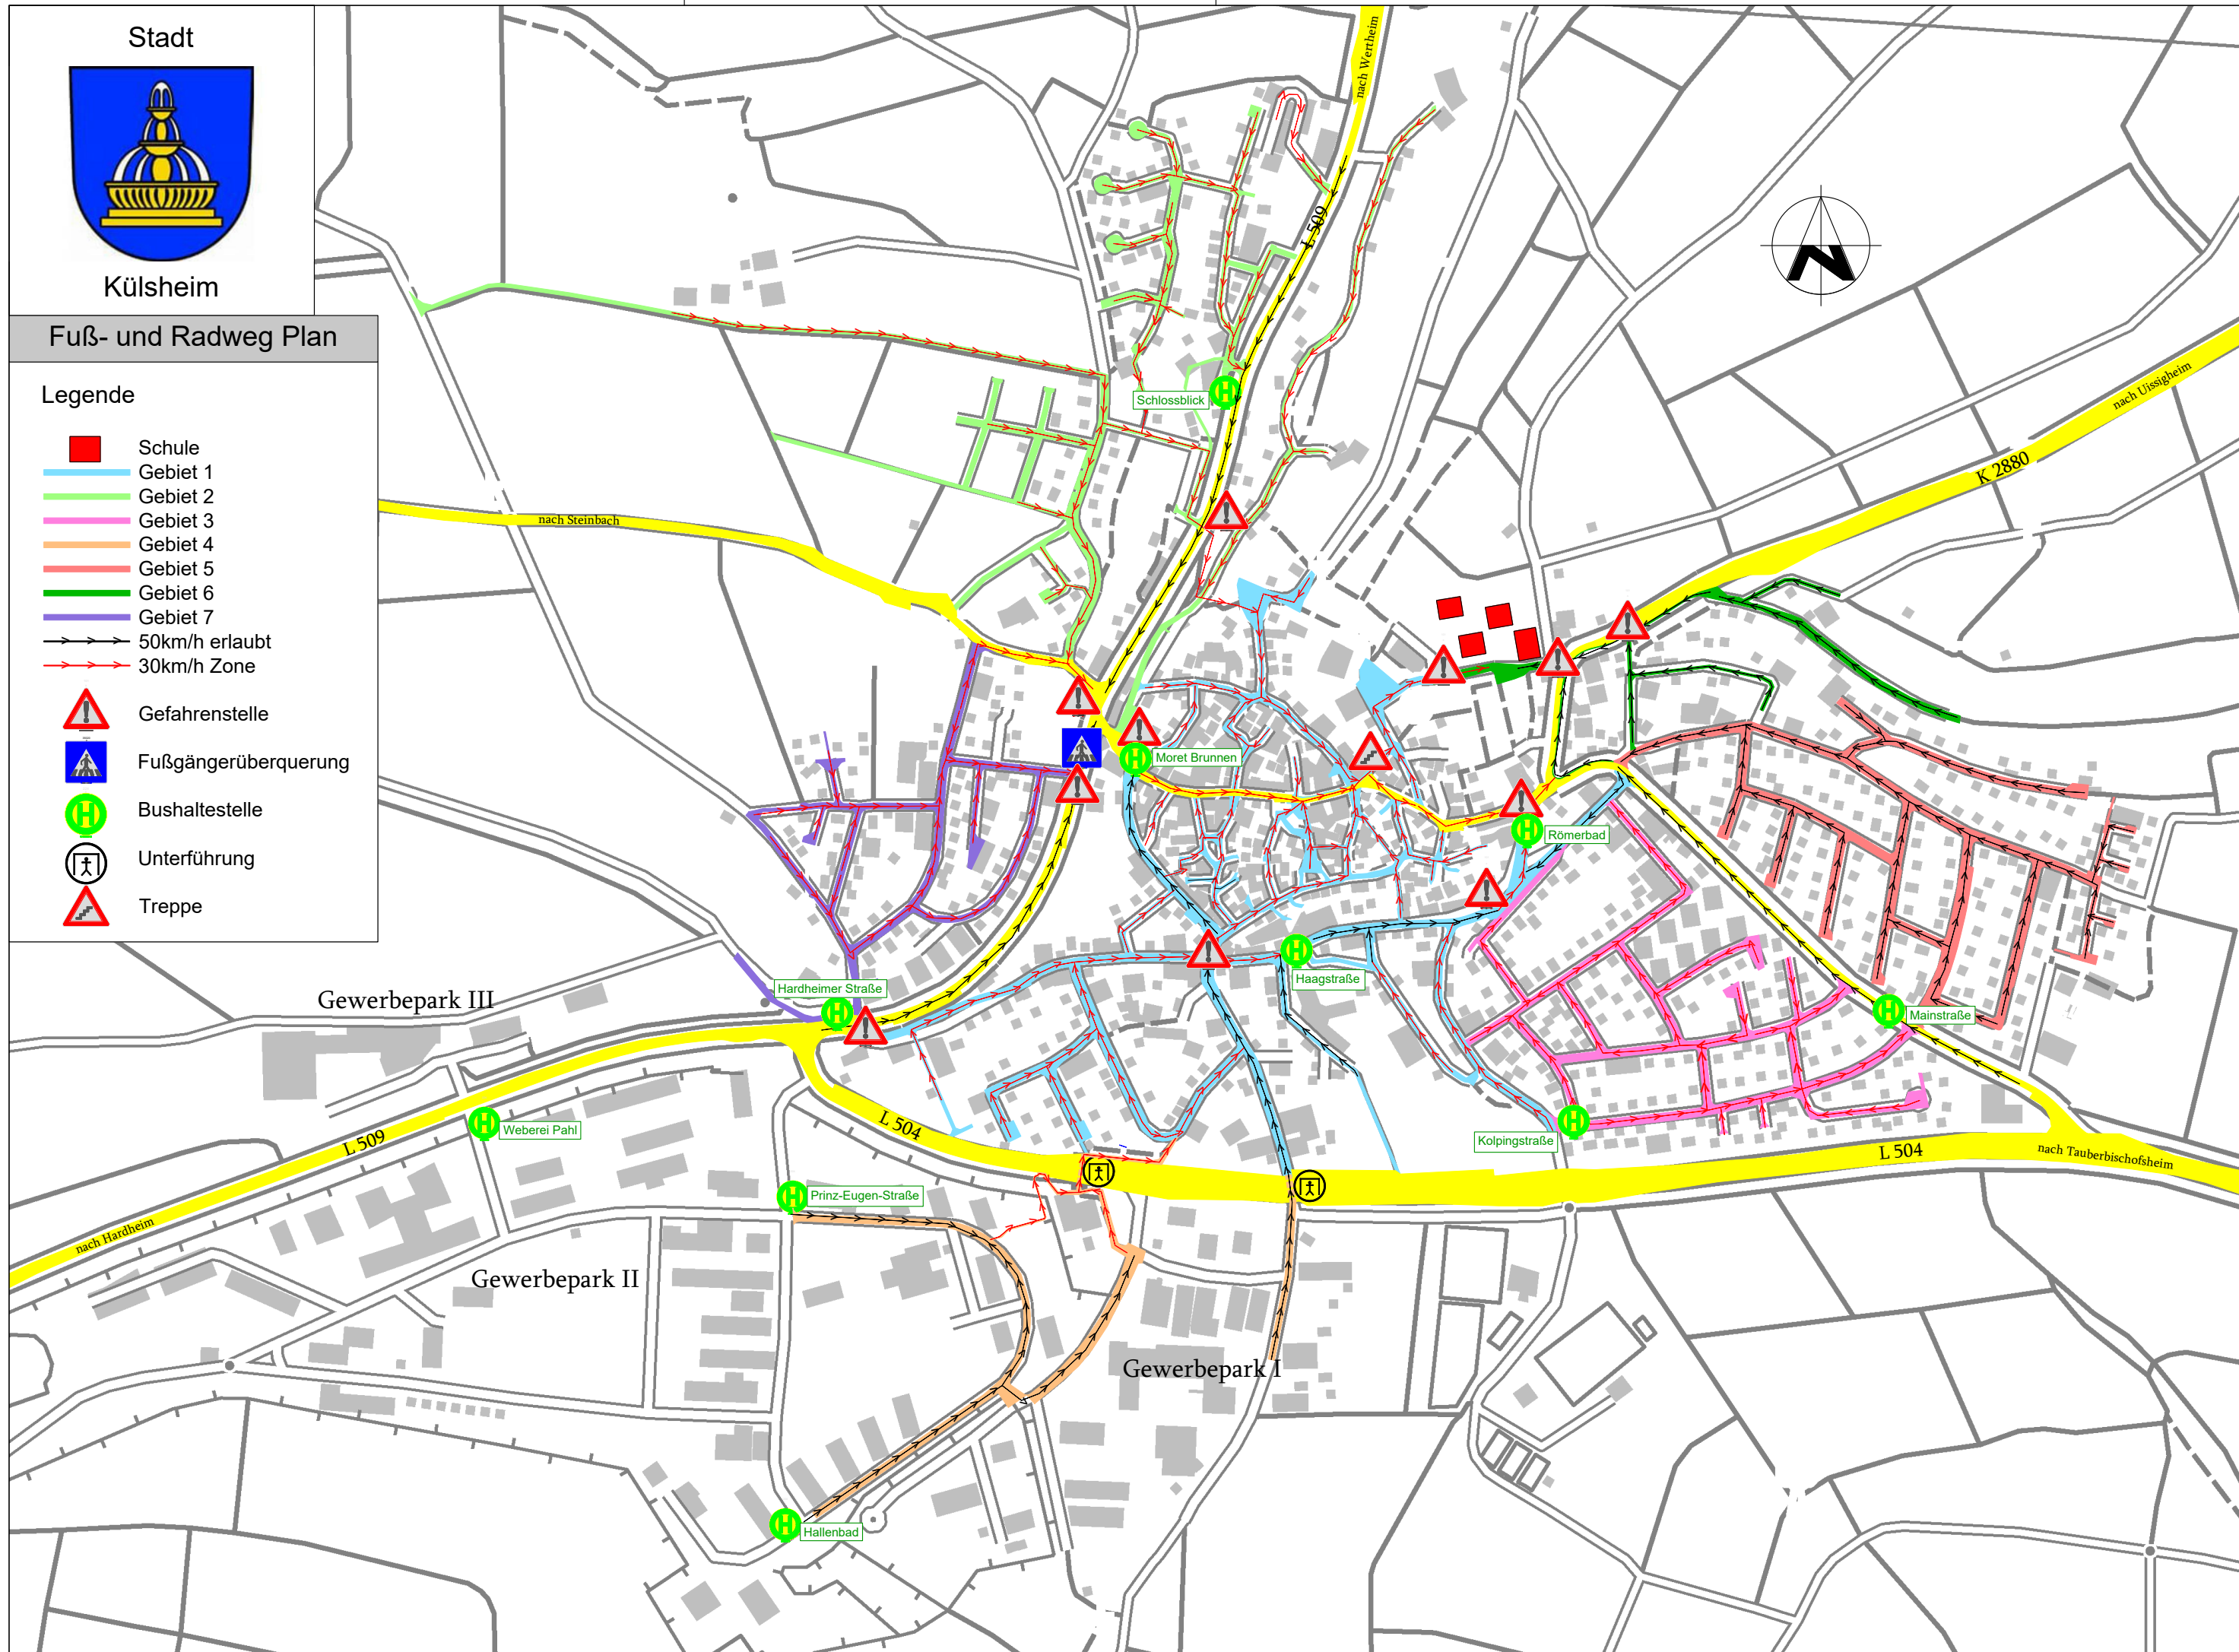 Stadt
Külsheim
Fuß- und Radweg Plan
Legende
Schule
Gebiet 1
Gebiet 2
Gebiet 3
Gebiet 4
Gebiet 5
Gebiet 6
Gebiet 7
50km/h erlaubt
30km/h Zone
Gefahrenstelle
Fußgängerüberquerung
H Bushaltestelle
Unterführung
Treppe
nach Wertheim
L 509
N
nach Uissigheim
K 2880
H
Schlossblick
nach Steinbach
H
Moret Brunnen
H
Römerbad
H
Haagstraße
Hardheimer Straße
H
Gewerbepark III
H
Mainstraße
H
Weberei Pahl
L 509
L 504
H
Kolpingstraße
L 504
nach Tauberbischofsheim
H
Prinz-Eugen-Straße
nach Hardheim
Gewerbepark II
Gewerbepark I
H
Hallenbad